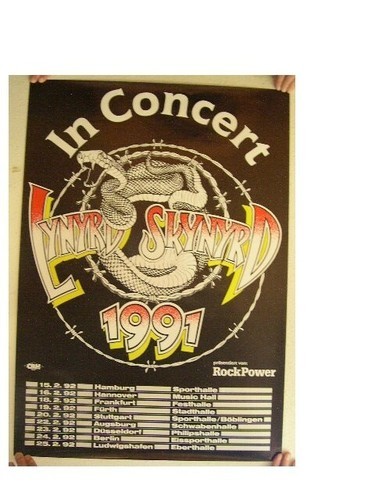 In Concert
LYNYRD SKYNYRD
1991
präsentiert von:
RockPower
15. 2. 92 Hamburg Sporthalle
16. 2. 92 Hannover Music Hall
18. 2. 92 Frankfurt Festhalle
19. 2. 92 Fürth Stadthalle
20. 2. 92 Stuttgart Sporthalle/Böblingen
22. 2. 92 Augsburg Schwabenhalle
23. 2. 92 Düsseldorf Philipshalle
24. 2. 92 Berlin Eissporthalle
25. 2. 92 Ludwigshafen Eberthalle